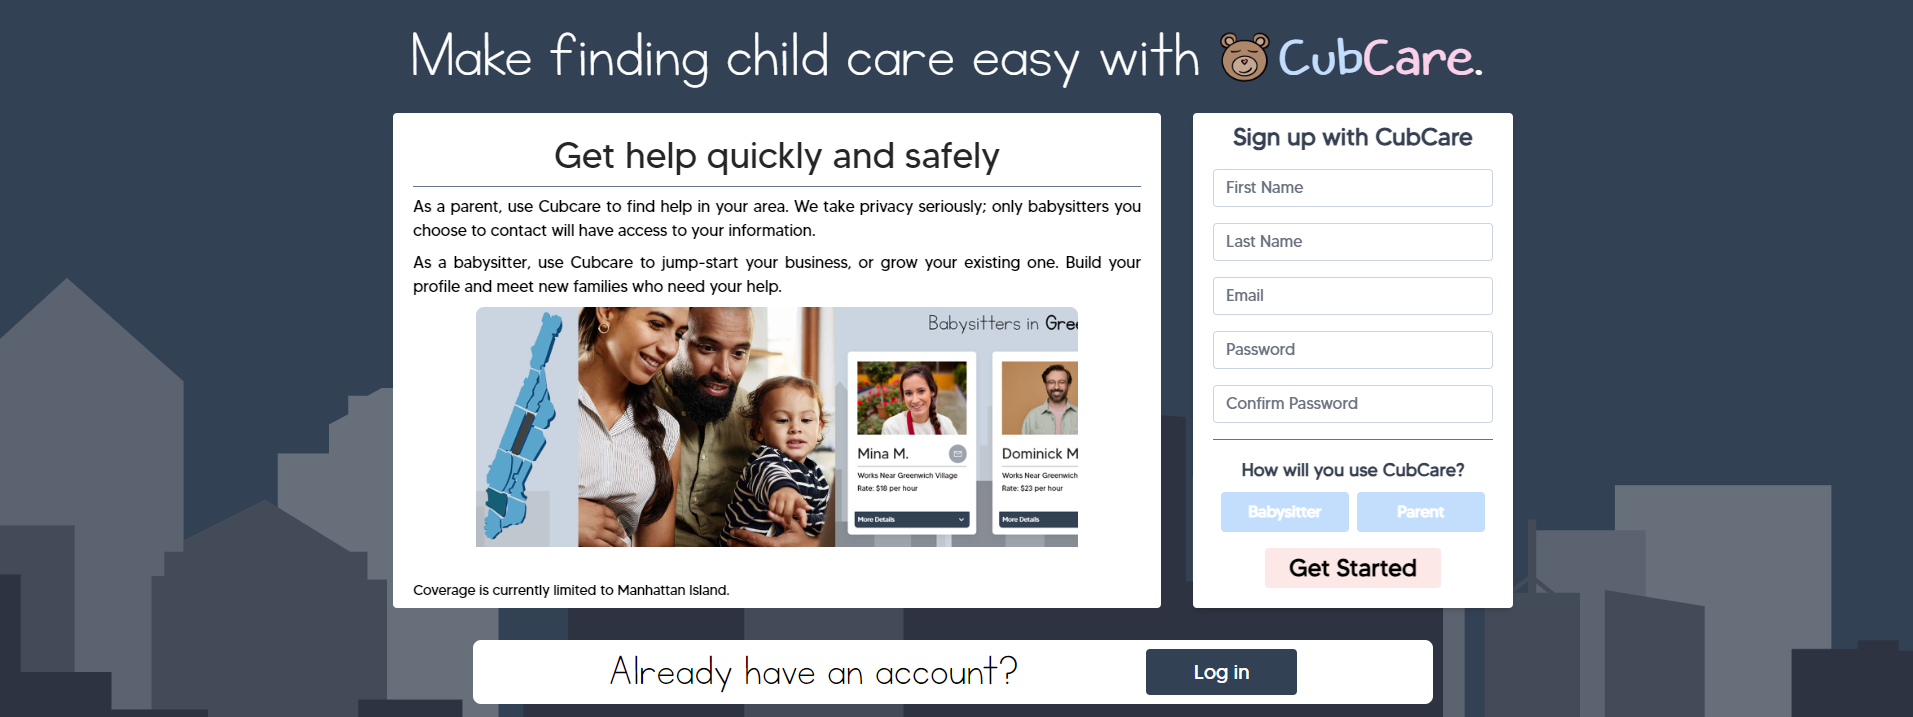 Make finding child care easy with CubCare.
Get help quickly and safely
As a parent, use Cubcare to find help in your area. We take privacy seriously; only babysitters you
choose to contact will have access to your information.
As a babysitter, use Cubcare to jump-start your business, or grow your existing one. Build your
profile and meet new families who need your help.
Babysitters in Gree
Mina M.
Works Near Greenwich Village
Rate: $18 per hour
More Details
Dominick M
Works Near Greenwich
Rate: $23 per hour
More Details
Coverage is currently limited to Manhattan Island.
Sign up with CubCare
First Name
Last Name
Email
Password
Confirm Password
How will you use CubCare?
Babysitter Parent
Get Started
Already have an account? Log in